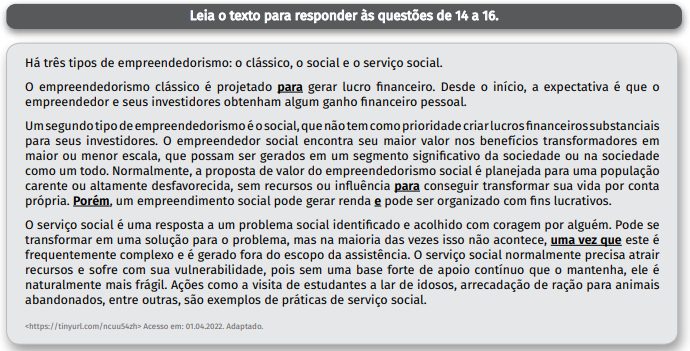 Leia o texto para responder às questões de 14 a 16.
Há três tipos de empreendedorismo: o clássico, o social e o serviço social.
O empreendedorismo clássico é projetado para gerar lucro financeiro. Desde o início, a expectativa é que o
empreendedor e seus investidores obtenham algum ganho financeiro pessoal.
Um segundo tipo de empreendedorismo é o social, que não tem como prioridade criar lucros financeiros substanciais
para seus investidores. O empreendedor social encontra seu maior valor nos benefícios transformadores em
maior ou menor escala, que possam ser gerados em um segmento significativo da sociedade ou na sociedade
como um todo. Normalmente, a proposta de valor do empreendedorismo social é planejada para uma população
carente ou altamente desfavorecida, sem recursos ou influência para conseguir transformar sua vida por conta
própria. Porém, um empreendimento social pode gerar renda e pode ser organizado com fins lucrativos.
O serviço social é uma resposta a um problema social identificado e acolhido com coragem por alguém. Pode se
transformar em uma solução para o problema, mas na maioria das vezes isso não acontece, uma vez que este é
frequentemente complexo e é gerado fora do escopo da assistência. O serviço social normalmente precisa atrair
recursos e sofre com sua vulnerabilidade, pois sem uma base forte de apoio contínuo que o mantenha, ele é
naturalmente mais frágil. Ações como a visita de estudantes a lar de idosos, arrecadação de ração para animais
abandonados, entre outras, são exemplos de práticas de serviço social.
<https://tinyurl.com/ncuu54zh> Acesso em: 01.04.2022. Adaptado.